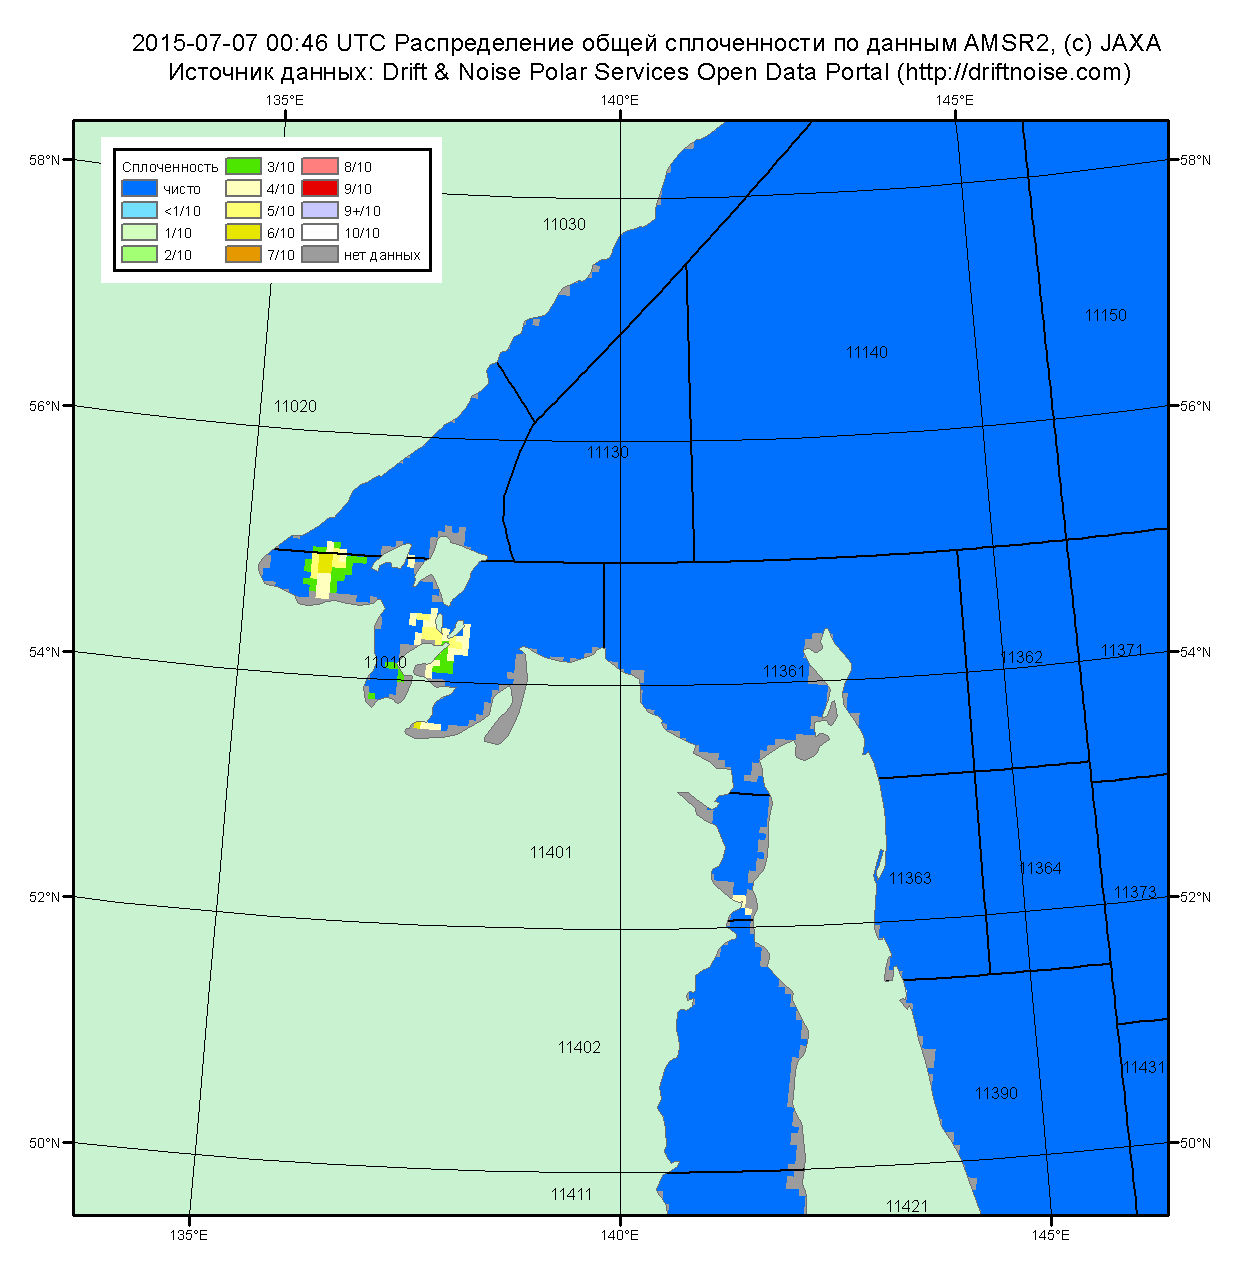 2015-07-07 00:46 UTC Распределение общей сплоченности по данным AMSR2, (c) JAXA
Источник данных: Drift & Noise Polar Services Open Data Portal (http://driftnoise.com)
135°E 140°E 145°E
58°N 58°N
Сплоченность 3/10 8/10
чисто 4/10 9/10
<1/10 5/10 9+/10
1/10 6/10 10/10
2/10 7/10 нет данных
11030
11150
11140
56°N 11020 56°N
11130
54°N 11010 11361 11362 11371 54°N
11401
11363 11364
52°N 11373 52°N
11402
11431
11390
50°N 50°N
11411
11421
135°E 140°E 145°E